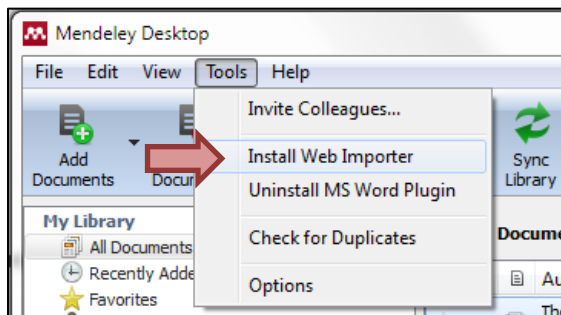 Mendeley Desktop
File Edit View Tools Help
Invite Colleagues...
Install Web Importer
Uninstall MS Word Plugin
Check for Duplicates
Options
Add
Documents
Sync
Library
My Library
All Documents
Favorites